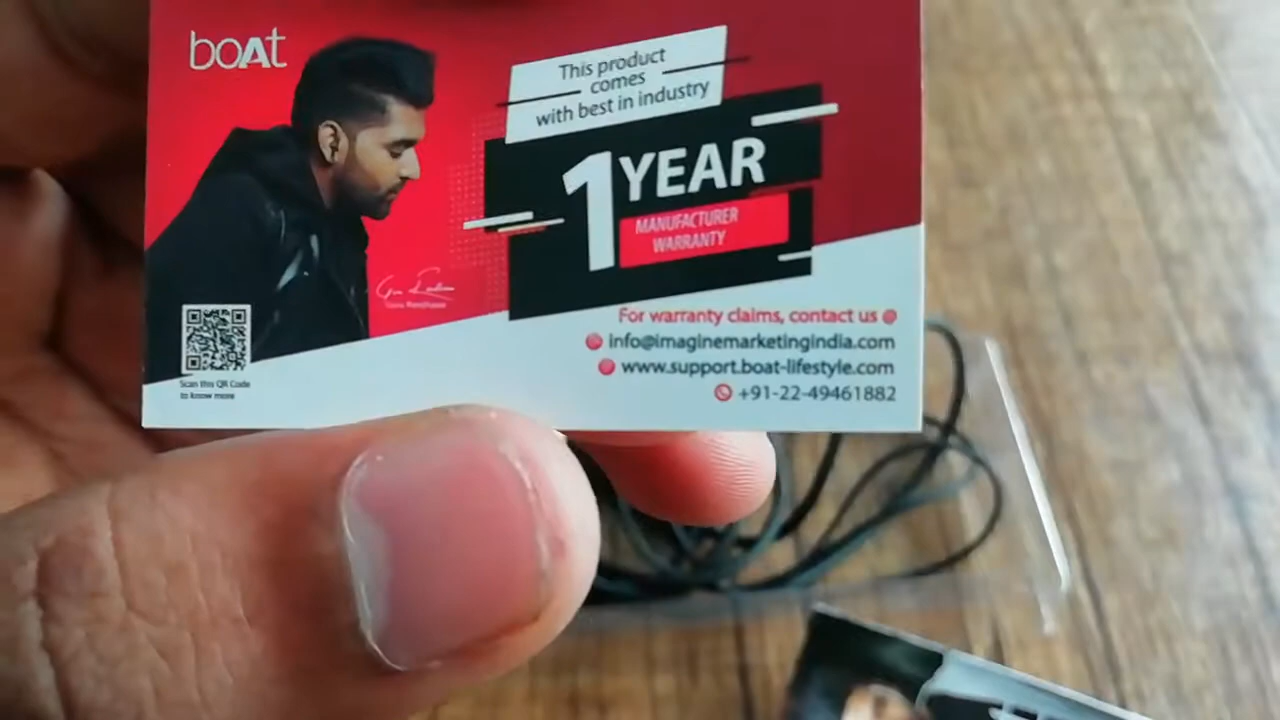 boAt
This product
comes
with best in industry
1 YEAR
MANUFACTURER
WARRANTY
For warranty claims, contact us @
info@imaginemarketingindia.com
www.support.boat-lifestyle.com
+91-22-49461882
Scan this QR Code
to know more